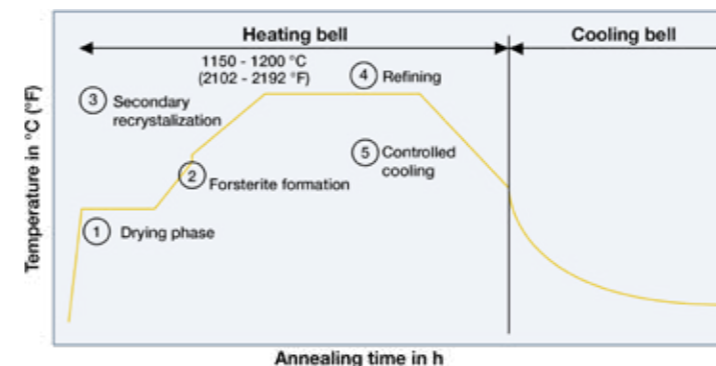 Heating bell
Cooling bell
1150 - 1200 °C
(2102 - 2192 °F)
4 Refining
3 Secondary
recrystalization
5 Controlled
cooling
2 Forsterite formation
1 Drying phase
Temperature in °C (°F)
Annealing time in h